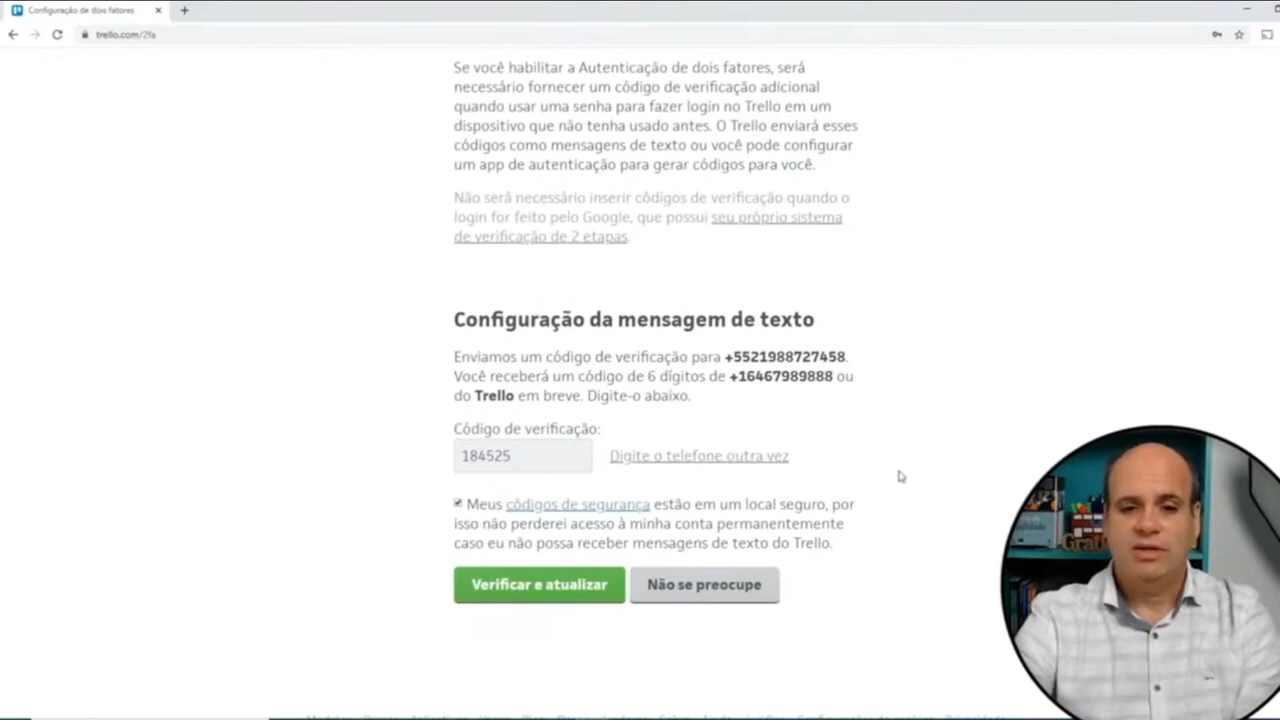 Configuração de dois fatores
trello.com/2fa
Se você habilitar a Autenticação de dois fatores, será
necessário fornecer um código de verificação adicional
quando usar uma senha para fazer login no Trello em um
dispositivo que não tenha usado antes. O Trello enviará esses
códigos como mensagens de texto ou você pode configurar
um app de autenticação para gerar códigos para você.
Não será necessário inserir códigos de verificação quando o
login for feito pelo Google, que possui seu próprio sistema
de verificação de 2 etapas.
Configuração da mensagem de texto
Enviamos um código de verificação para +5521988727458.
Você receberá um código de 6 dígitos de +16467989888 ou
do Trello em breve. Digite-o abaixo.
Código de verificação:
184525 Digite o telefone outra vez
Meus códigos de segurança estão em um local seguro, por
isso não perderei acesso à minha conta permanentemente
caso eu não possa receber mensagens de texto do Trello.
Verificar e atualizar Não se preocupe